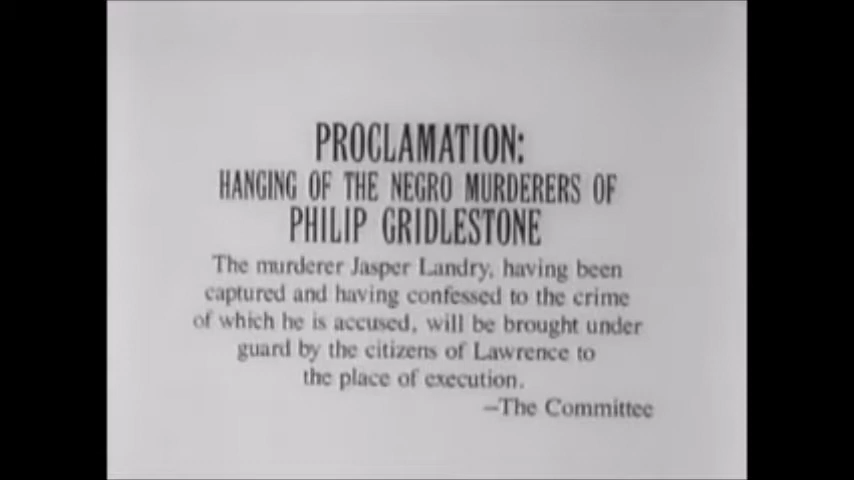 PROCLAMATION:
HANGING OF THE NEGRO MURDERERS OF
PHILIP GRIDLESTONE
The murderer Jasper Landry, having been
captured and having confessed to the crime
of which he is accused, will be brought under
guard by the citizens of Lawrence to
the place of execution.
–The Committee